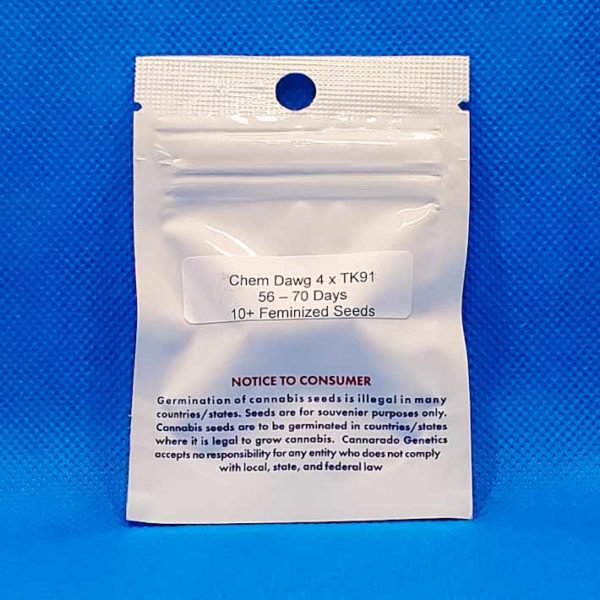 Chem Dawg 4 x TK91
56 – 70 Days
10+ Feminized Seeds
NOTICE TO CONSUMER
Germination of cannabis seeds is illegal in many
countries/states. Seeds are for souvenier purposes only.
Cannabis seeds are to be germinated in countries/states
where it is legal to grow cannabis. Cannarado Genetics
accepts no responsibility for any entity who does not comply
with local, state, and federal law